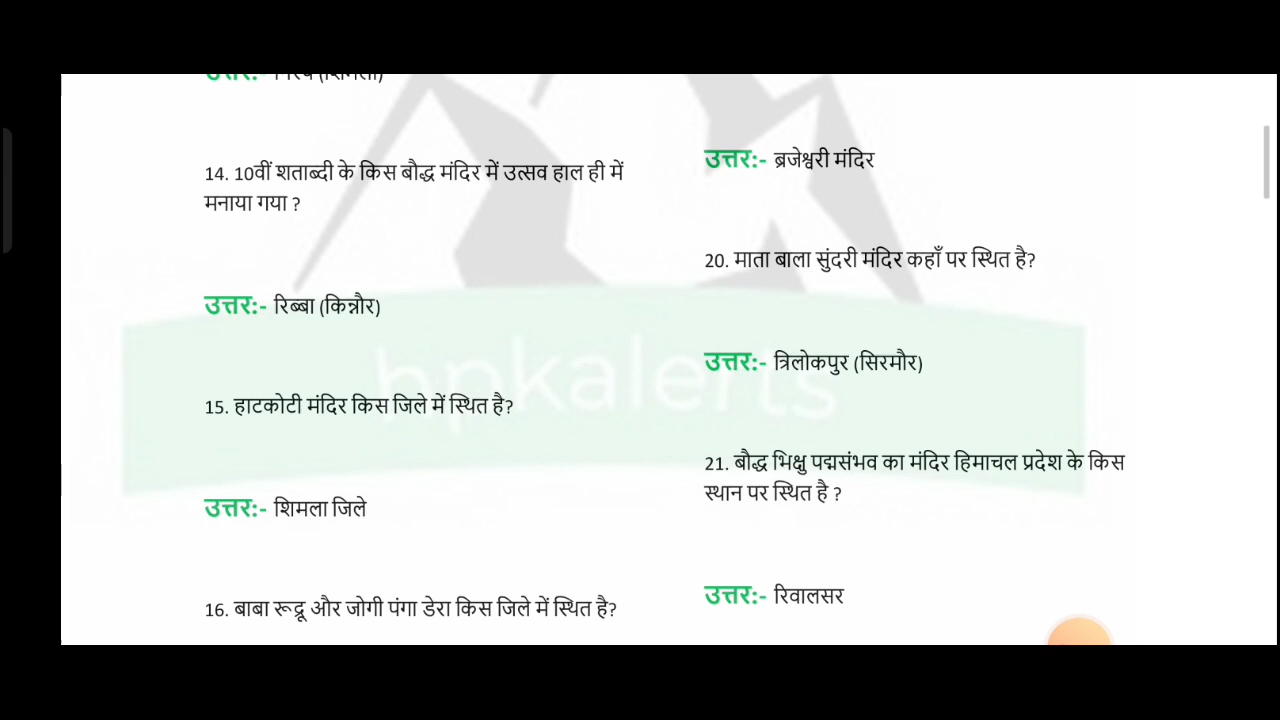 14. 10वीं शताब्दी के किस बौद्ध मंदिर में उत्सव हाल ही में
मनाया गया ?
उत्तर:- रिब्बा (किन्नौर)
15. हाटकोटी मंदिर किस जिले में स्थित है?
उत्तर:- शिमला जिले
16. बाबा रूद्रू और जोगी पंगा डेरा किस जिले में स्थित है?
उत्तर:- ब्रजेश्वरी मंदिर
20. माता बाला सुंदरी मंदिर कहाँ पर स्थित है?
उत्तर:- त्रिलोकपुर (सिरमौर)
21. बौद्ध भिक्षु पद्मसंभव का मंदिर हिमाचल प्रदेश के किस
स्थान पर स्थित है ?
उत्तर:- रिवालसर
hpkalerts